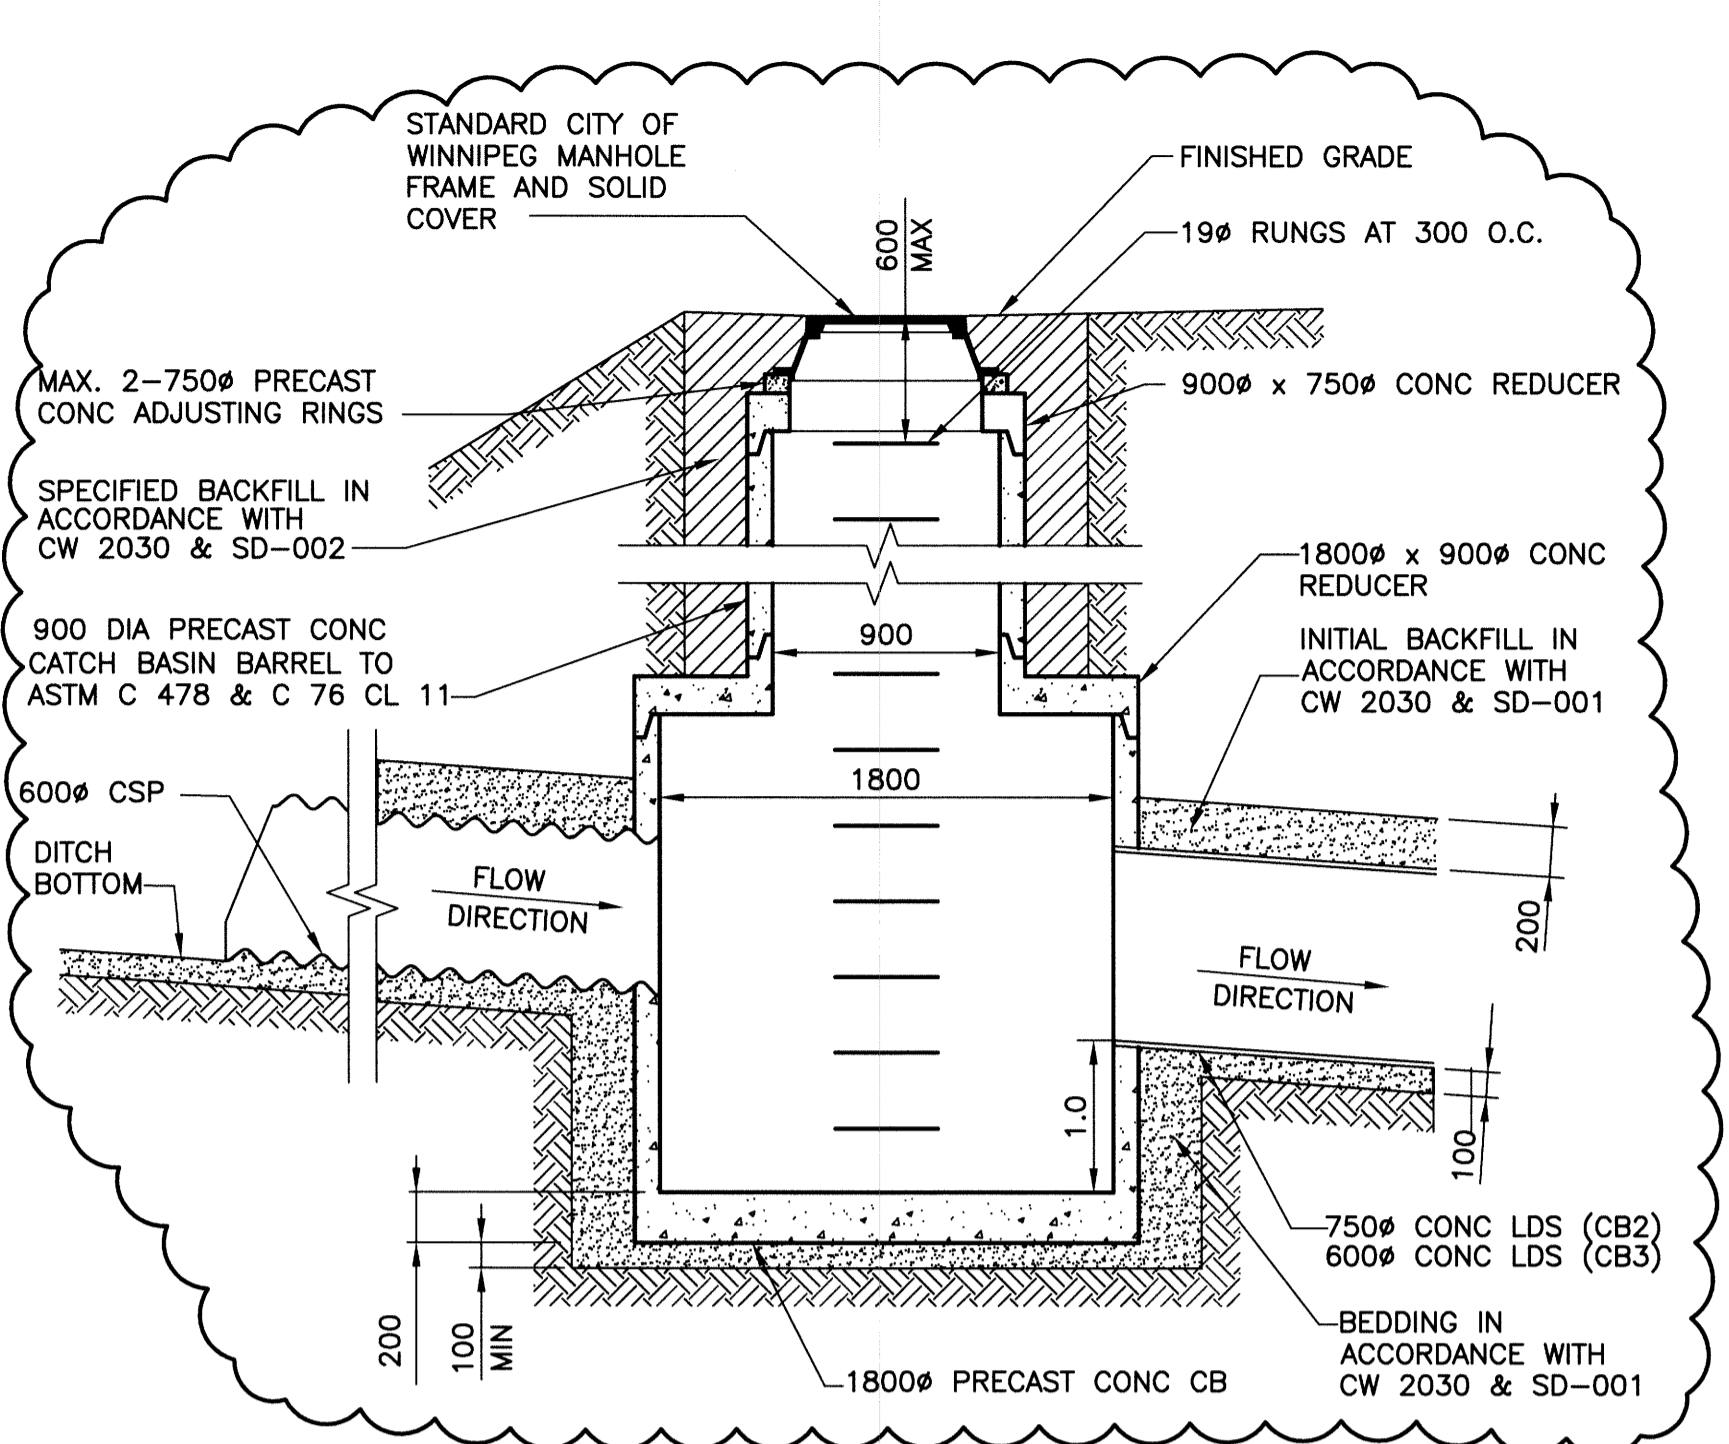 STANDARD CITY OF
WINNIPEG MANHOLE
FRAME AND SOLID
COVER
600
MAX
FINISHED GRADE
19ø RUNGS AT 300 O.C.
MAX. 2-750ø PRECAST
CONC ADJUSTING RINGS
900ø x 750ø CONC REDUCER
SPECIFIED BACKFILL IN
ACCORDANCE WITH
CW 2030 & SD-002
1800ø x 900ø CONC
REDUCER
900 DIA PRECAST CONC
CATCH BASIN BARREL TO
ASTM C 478 & C 76 CL 11
900
INITIAL BACKFILL IN
ACCORDANCE WITH
CW 2030 & SD-001
600ø CSP
1800
DITCH
BOTTOM
FLOW
DIRECTION
200
FLOW
DIRECTION
1.0
100
750ø CONC LDS (CB2)
600ø CONC LDS (CB3)
200
100
MIN
1800ø PRECAST CONC CB
BEDDING IN
ACCORDANCE WITH
CW 2030 & SD-001